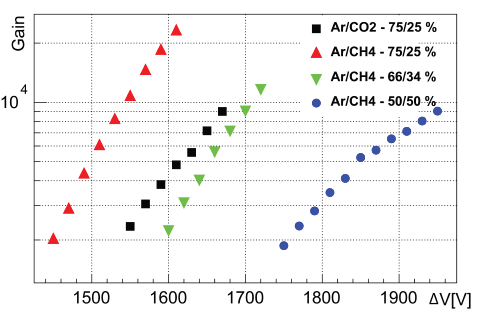 Gain
Ar/CO2 - 75/25 %
Ar/CH4 - 75/25 %
Ar/CH4 - 66/34 %
Ar/CH4 - 50/50 %
10 4
1500 1600 1700 1800 1900 ΔV[V]